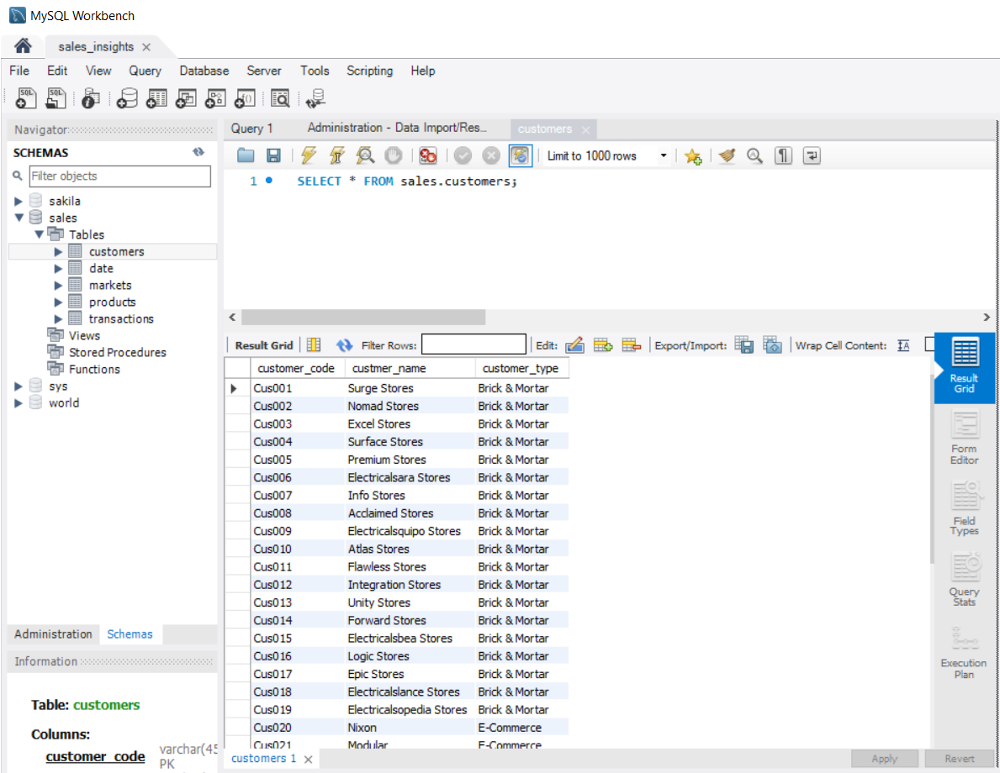 MySQL Workbench
sales_insights
File Edit View Query Database Server Tools Scripting Help
SQL SQL
Navigator
SCHEMAS
Filter objects
sakila
sales
Tables
customers
date
markets
products
transactions
Views
Stored Procedures
Functions
sys
world
Administration Schemas
Information
Table: customers
Columns:
customer_code varchar(45
PK
Query 1 Administration - Data Import/Res... customers
Limit to 1000 rows
1 SELECT * FROM sales.customers;
Result Grid Filter Rows: Edit: Export/Import: Wrap Cell Content:
customer_code custmer_name customer_type
Cus001 Surge Stores Brick & Mortar
Cus002 Nomad Stores Brick & Mortar
Cus003 Excel Stores Brick & Mortar
Cus004 Surface Stores Brick & Mortar
Cus005 Premium Stores Brick & Mortar
Cus006 Electricalsara Stores Brick & Mortar
Cus007 Info Stores Brick & Mortar
Cus008 Acclaimed Stores Brick & Mortar
Cus009 Electricalsquipo Stores Brick & Mortar
Cus010 Atlas Stores Brick & Mortar
Cus011 Flawless Stores Brick & Mortar
Cus012 Integration Stores Brick & Mortar
Cus013 Unity Stores Brick & Mortar
Cus014 Forward Stores Brick & Mortar
Cus015 Electricalsbea Stores Brick & Mortar
Cus016 Logic Stores Brick & Mortar
Cus017 Epic Stores Brick & Mortar
Cus018 Electricalslance Stores Brick & Mortar
Cus019 Electricalsopedia Stores Brick & Mortar
Cus020 Nixon E-Commerce
Cus021 Modular E-Commerce
customers 1
Apply Revert
Result
Grid
Form
Editor
Field
Types
Query
Stats
Execution
Plan